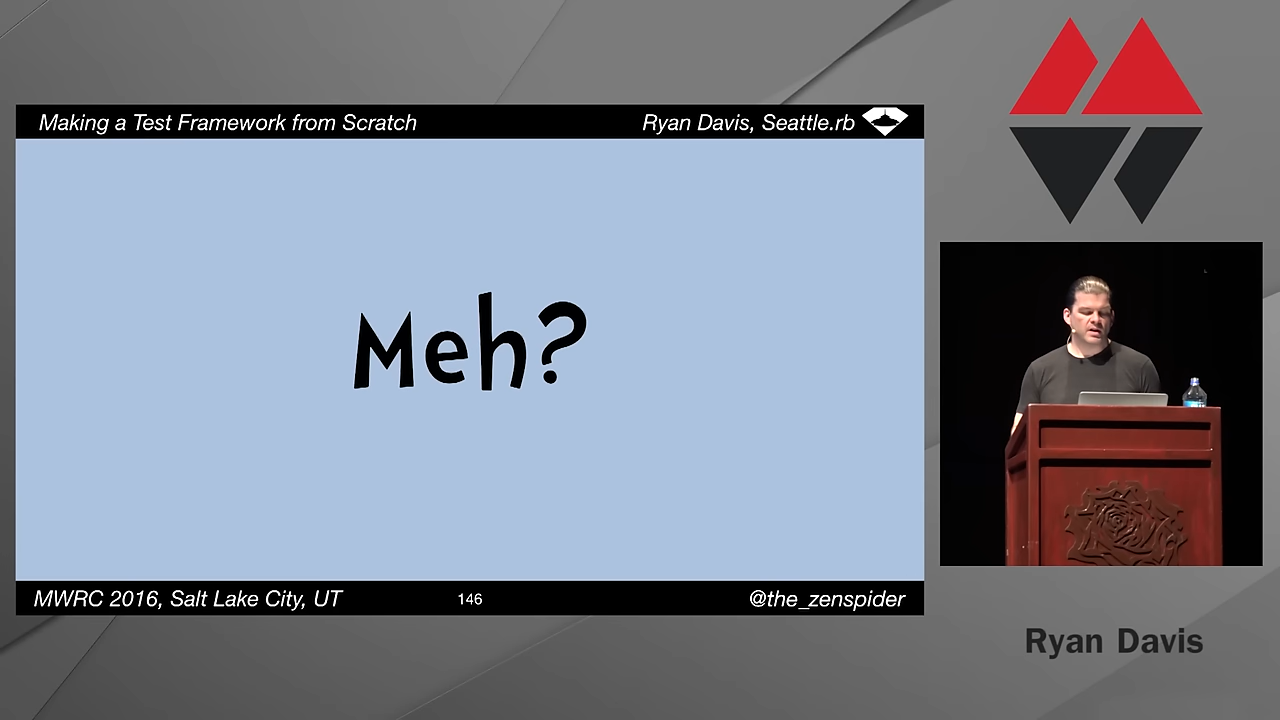 Making a Test Framework from Scratch
Ryan Davis, Seattle.rb
Meh?
MWRC 2016, Salt Lake City, UT
146
@the_zenspider
Ryan Davis